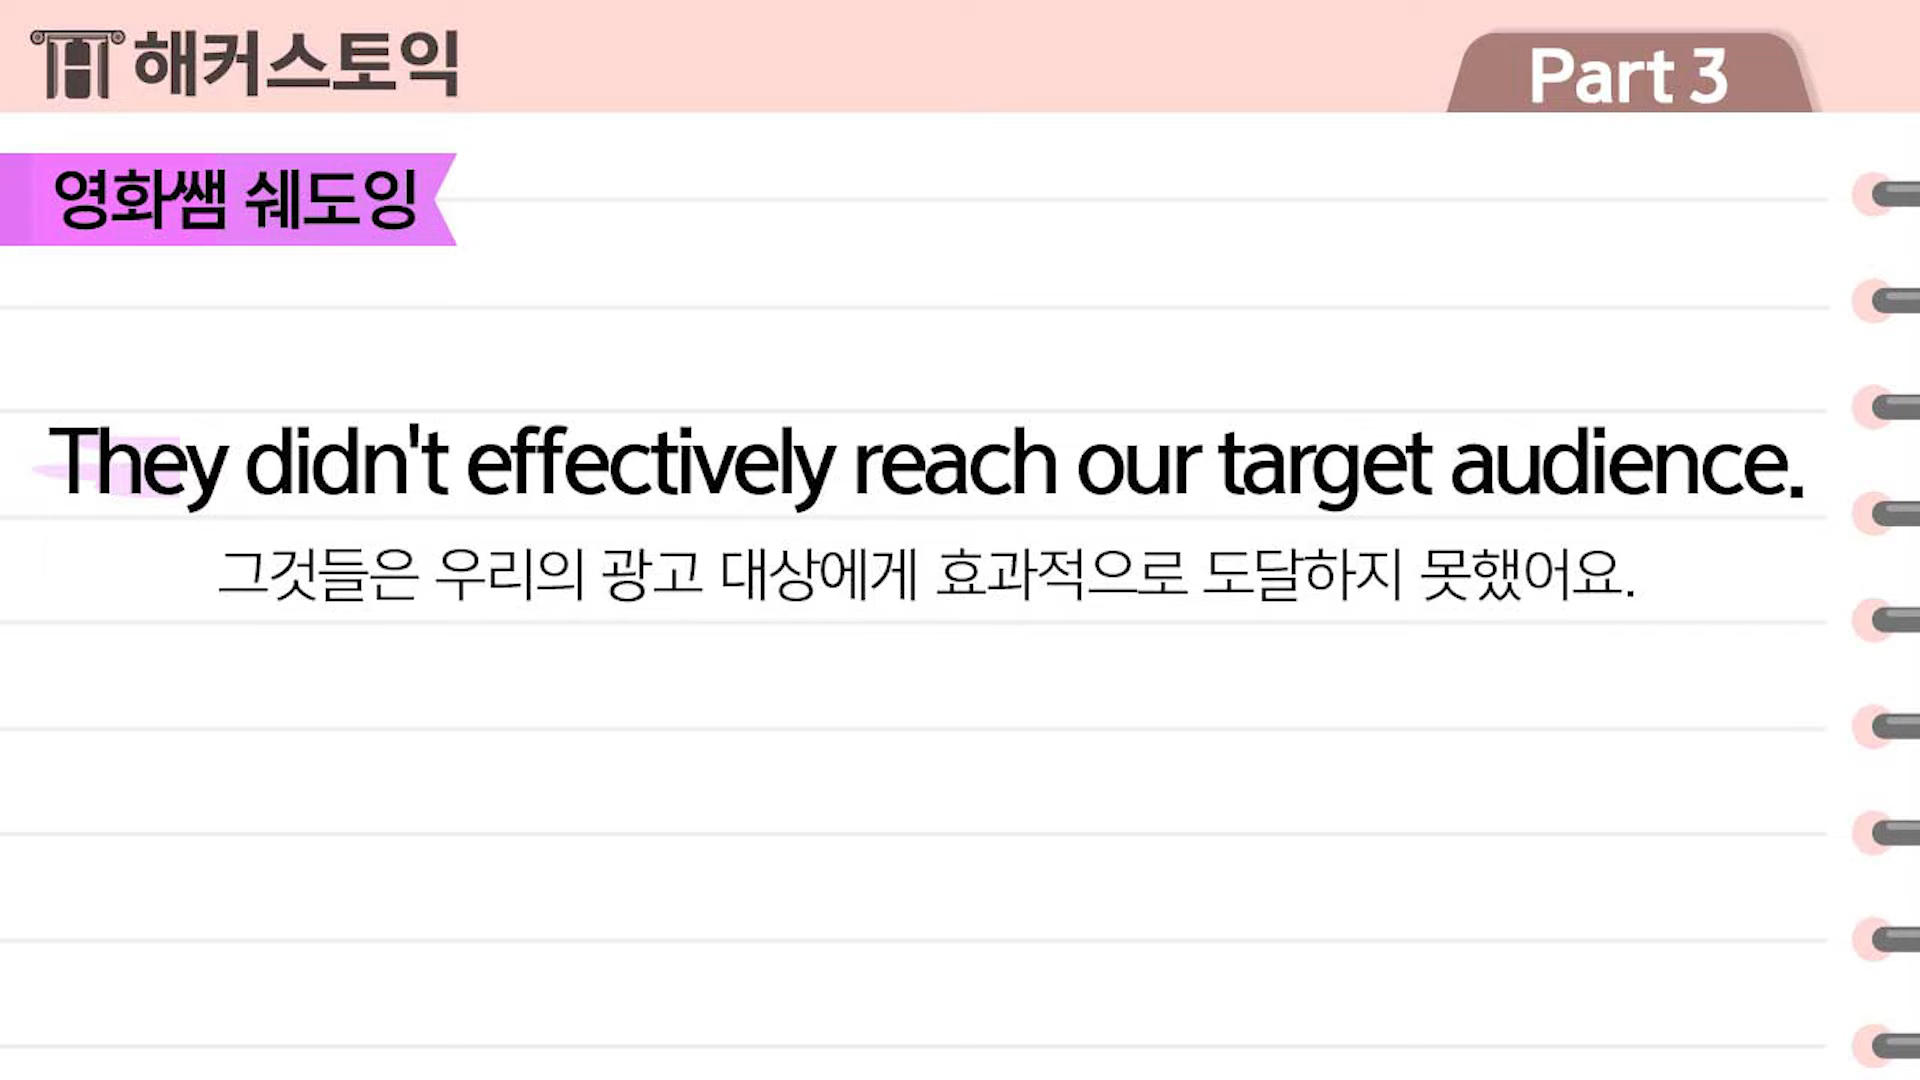 해커스토익
Part 3
영화쌤 쉐도잉
They didn't effectively reach our target audience.
그것들은 우리의 광고 대상에게 효과적으로 도달하지 못했어요.